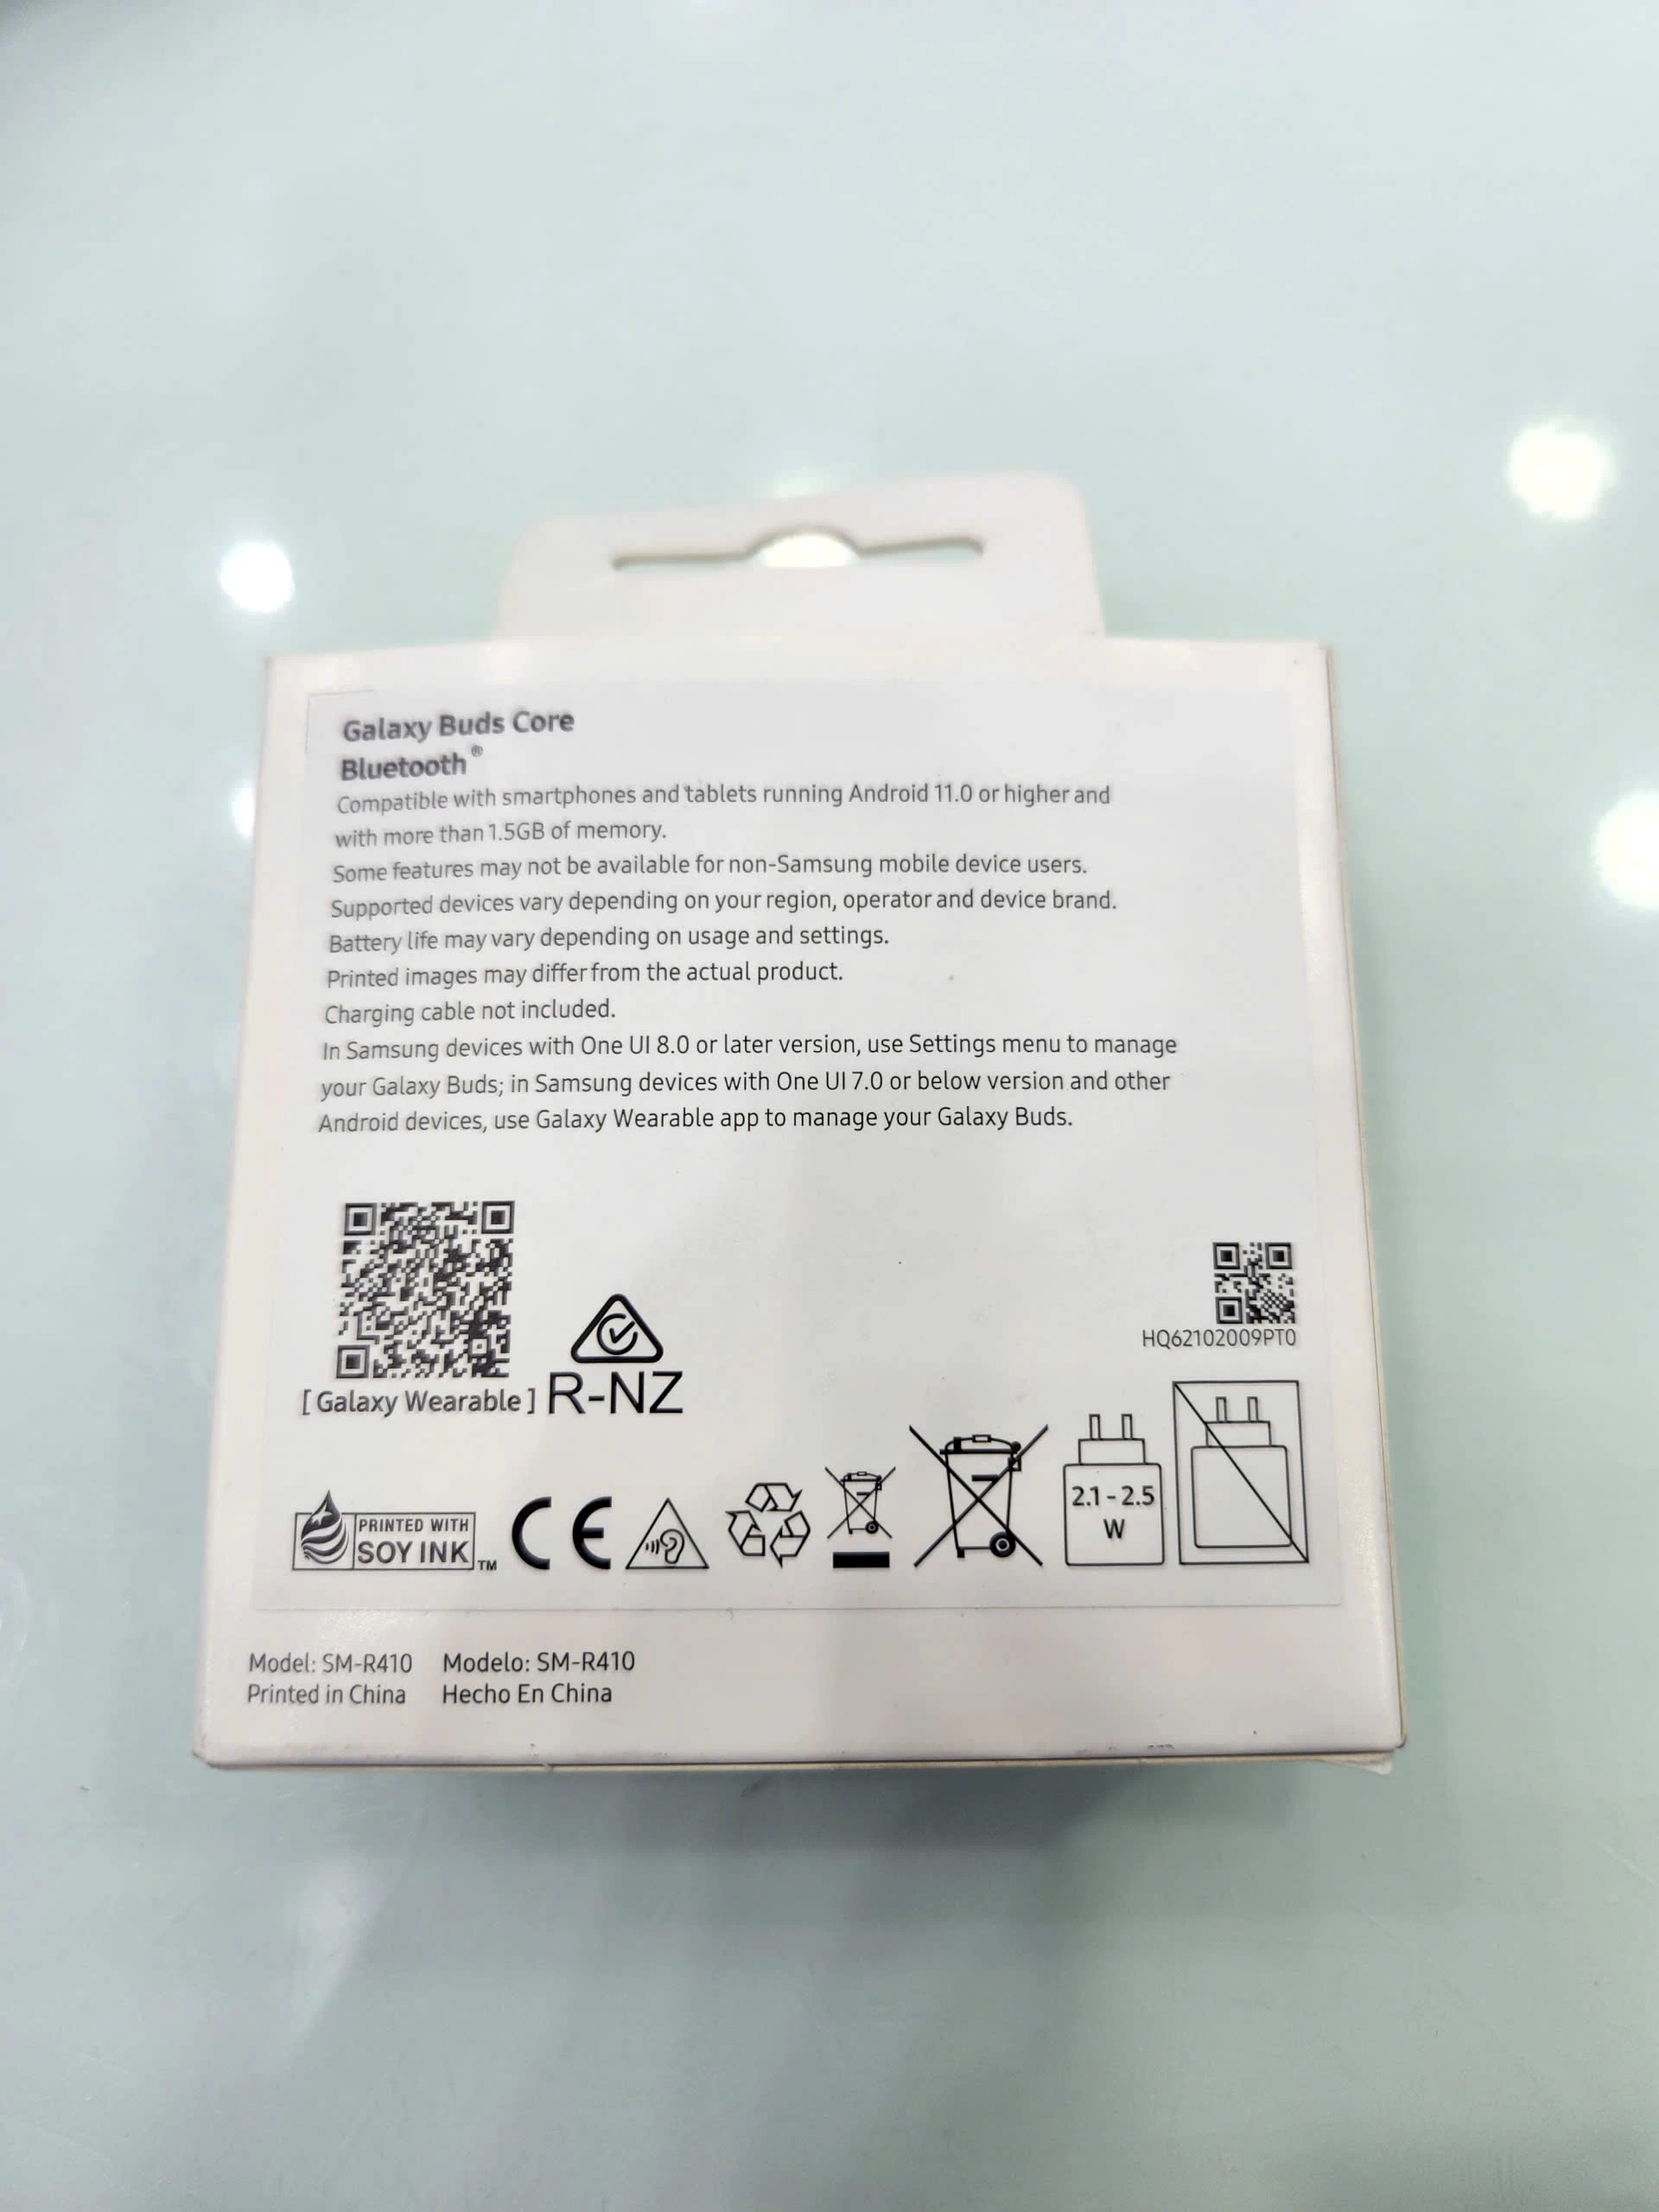 Galaxy Buds Core
Bluetooth®
Compatible with smartphones and tablets running Android 11.0 or higher and
with more than 1.5GB of memory.
Some features may not be available for non-Samsung mobile device users.
Supported devices vary depending on your region, operator and device brand.
Battery life may vary depending on usage and settings.
Printed images may differ from the actual product.
Charging cable not included.
In Samsung devices with One UI 8.0 or later version, use Settings menu to manage
your Galaxy Buds; in Samsung devices with One UI 7.0 or below version and other
Android devices, use Galaxy Wearable app to manage your Galaxy Buds.
HQ62102009PT0
[ Galaxy Wearable ]
R-NZ
PRINTED WITH
SOY INK™
CE
2.1 - 2.5
W
Model: SM-R410 Modelo: SM-R410
Printed in China Hecho En China